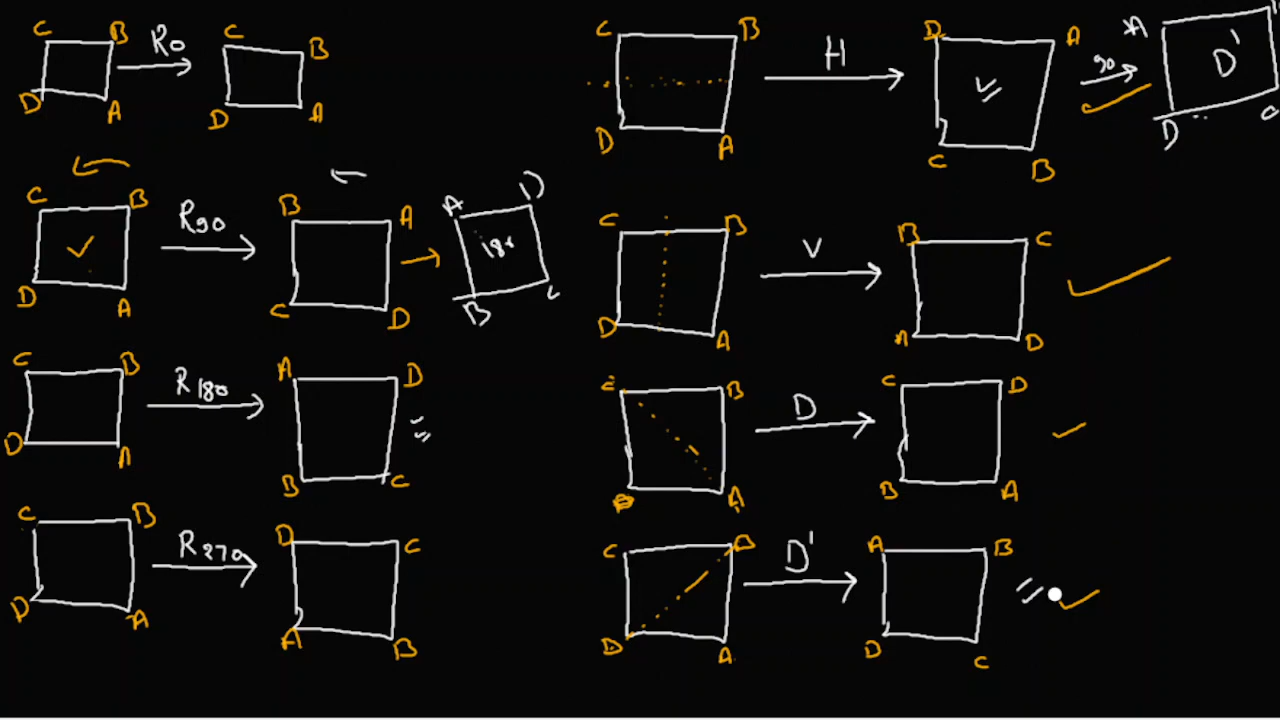 C B R0 C B
D A D A
C B R90 B A A D
D A C D B C
180
C B R180 A D
D A B C
C B R270 D C
D A A B
C B H D A 90 A
D A C B D C
D'
C B V B C
D A A D
C B D C D
A B A
C B D' A B
D A D C